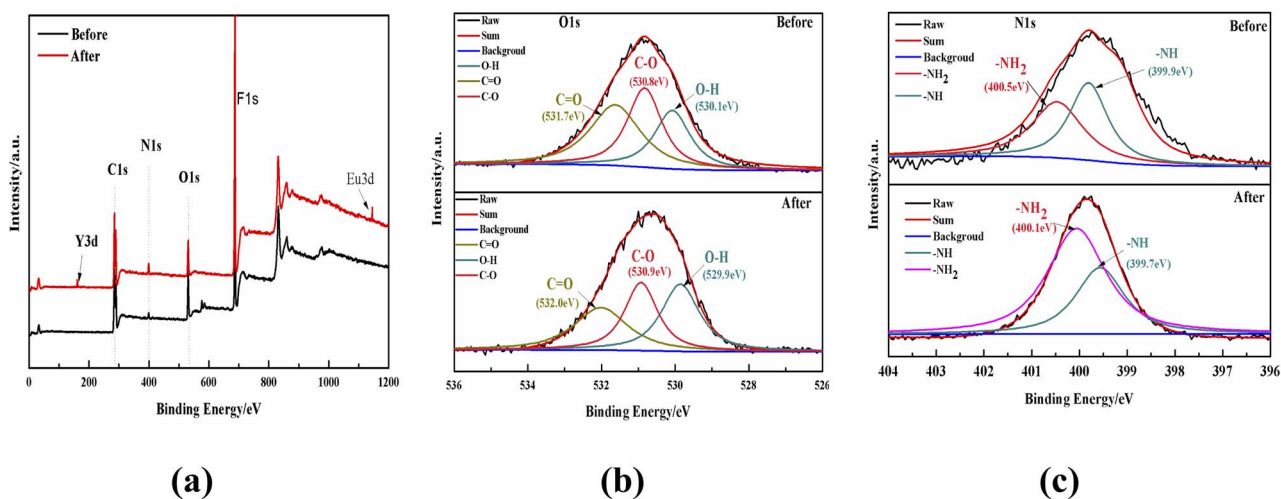 Before
After
F1s
N1s
C1s
O1s
Y3d
Eu3d
Intensity/a.u.
0
200
400
600
800
1000
1200
Binding Energy/eV
(a)
Raw
Sum
Backgroud
O-H
C=O
C-O
O1s
Before
C-O
(530.8eV)
C=O
(531.7eV)
O-H
(530.1eV)
Raw
Sum
Background
C=O
O-H
C-O
After
C-O
(530.9eV)
O-H
(529.9eV)
C=O
(532.0eV)
Intensity/a.u.
536
534
532
530
528
526
Binding Energy/eV
(b)
Raw
Sum
Backgroud
-NH2
-NH
N1s
Before
-NH2
(400.5eV)
-NH
(399.9eV)
Raw
Sum
Backgroud
-NH
-NH2
After
-NH2
(400.1eV)
-NH
(399.7eV)
Intensity/a.u.
404
403
402
401
400
399
398
397
396
Binding Energy/eV
(c)